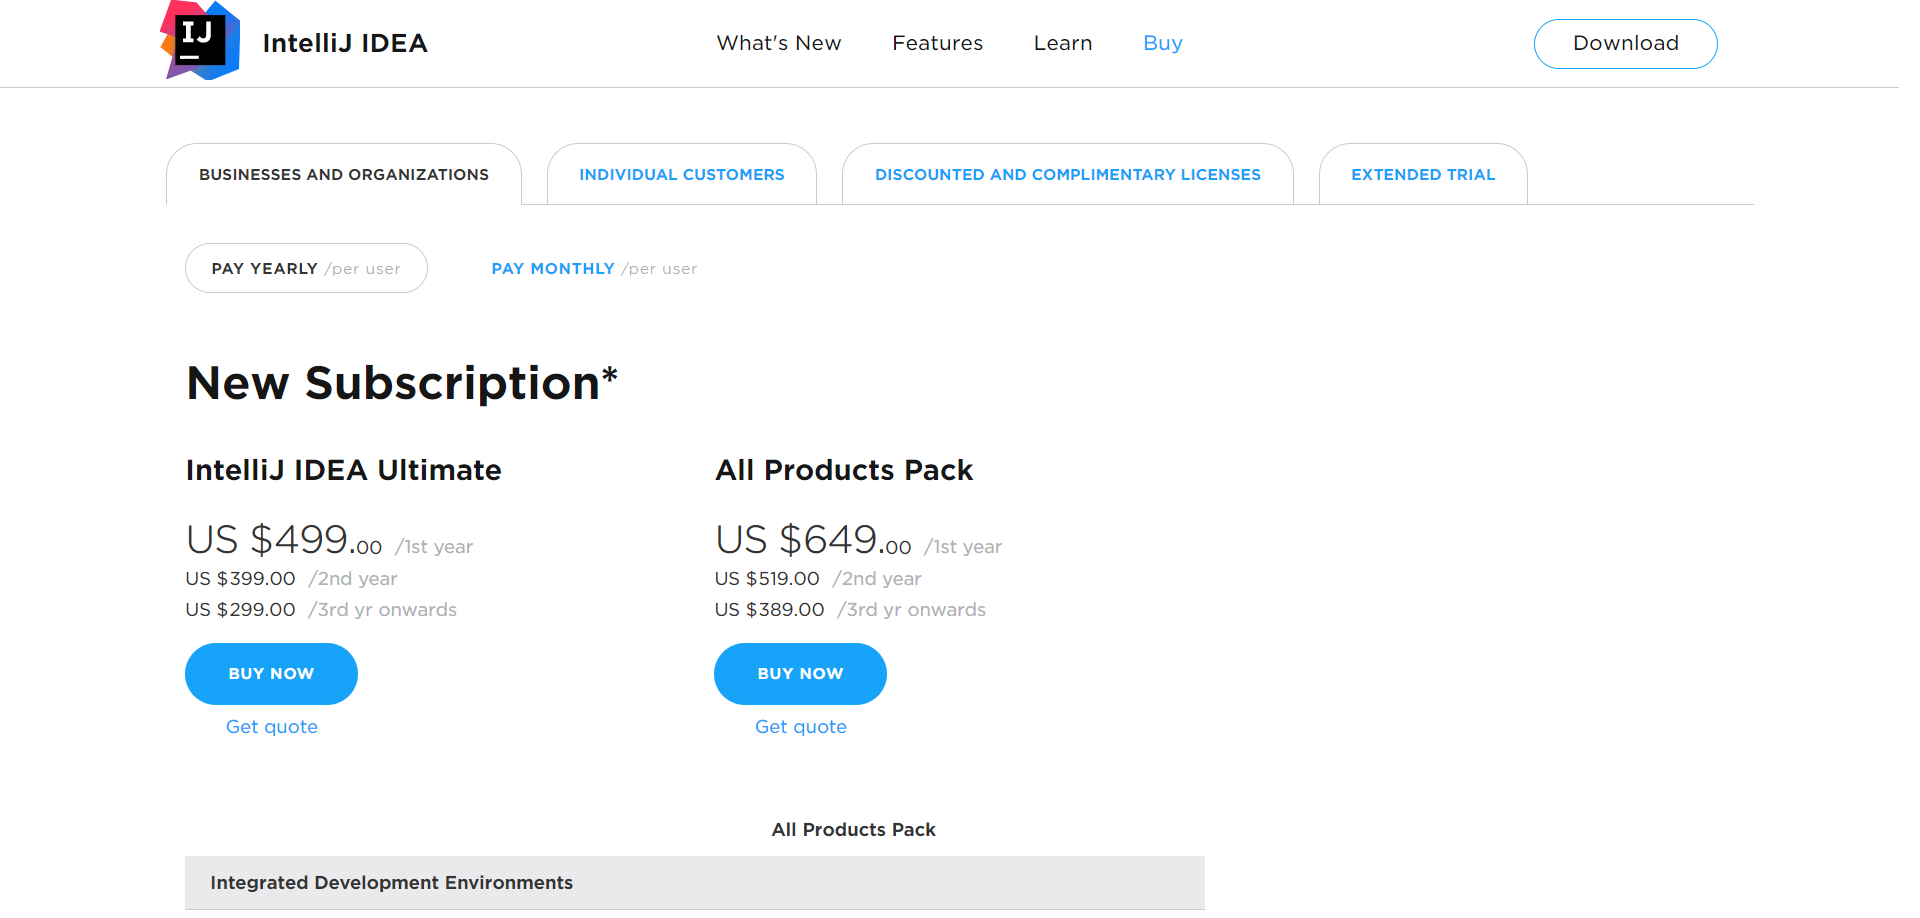 IJ IntelliJ IDEA What's New Features Learn Buy Download
BUSINESSES AND ORGANIZATIONS INDIVIDUAL CUSTOMERS DISCOUNTED AND COMPLIMENTARY LICENSES EXTENDED TRIAL
PAY YEARLY /per user PAY MONTHLY /per user
New Subscription*
IntelliJ IDEA Ultimate All Products Pack
US $499.00 /1st year US $649.00 /1st year
US $399.00 /2nd year US $519.00 /2nd year
US $299.00 /3rd yr onwards US $389.00 /3rd yr onwards
BUY NOW BUY NOW
Get quote Get quote
All Products Pack
Integrated Development Environments